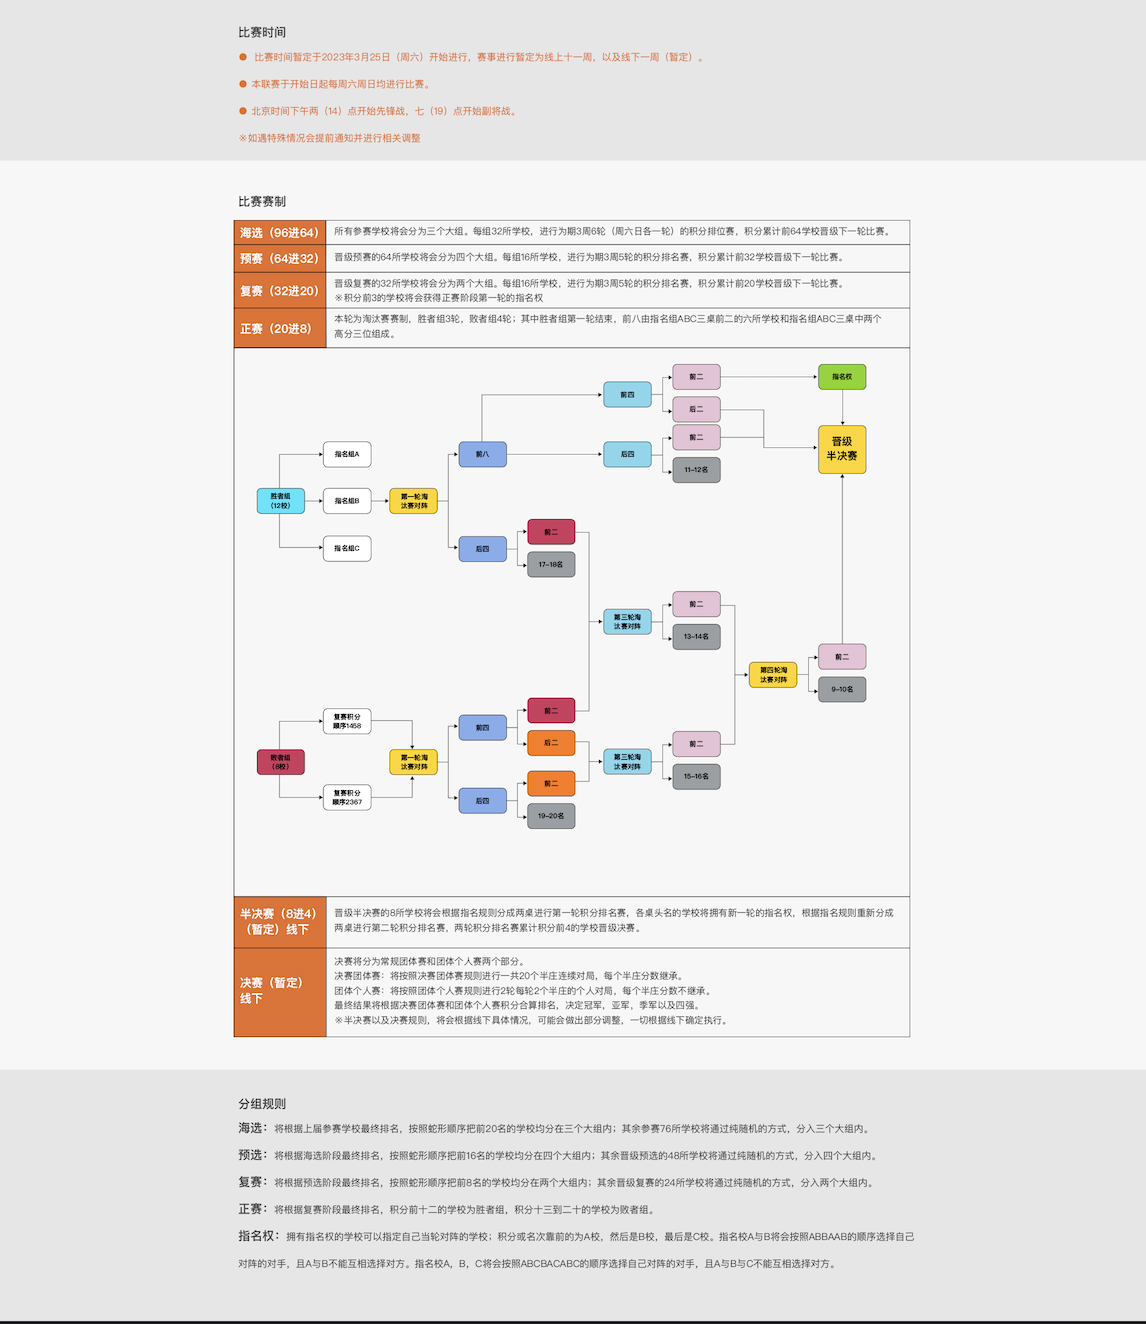 比赛时间
● 比赛时间暂定于2023年3月25日（周六）开始进行，赛事进行暂定为线上十一周，以及线下一周（暂定）。
● 本联赛于开始日起每周六周日均进行比赛。
● 北京时间下午两（14）点开始先锋战，七（19）点开始副将战。
※如遇特殊情况会提前通知并进行相关调整
比赛赛制
海选（96进64）
所有参赛学校将会分为三个大组。每组32所学校，进行为期3周6轮（周六日各一轮）的积分排位赛，积分累计前64学校晋级下一轮比赛。
预赛（64进32）
晋级预赛的64所学校将会分为四个大组。每组16所学校，进行为期3周5轮的积分排名赛，积分累计前32学校晋级下一轮比赛。
复赛（32进20）
晋级复赛的32所学校将会分为两个大组。每组16所学校，进行为期3周5轮的积分排名赛，积分累计前20学校晋级下一轮比赛。
※积分前3的学校将会获得正赛阶段第一轮的指名权
正赛（20进8）
本轮为淘汰赛赛制，胜者组3轮，败者组4轮；其中胜者组第一轮结束，前八由指名组ABC三桌前二的六所学校和指名组ABC三桌中两个
高分三位组成。
前二
指名权
前四
后二
前二
晋级
半决赛
指名组A
前八
后四
11-12名
胜者组
（12校）
指名组B
第一轮淘
汰赛对阵
前二
指名组C
后四
17-18名
前二
第三轮淘
汰赛对阵
13-14名
前二
第四轮淘
汰赛对阵
9-10名
前二
复赛积分
顺序1458
前四
后二
前二
败者组
（8校）
第一轮淘
汰赛对阵
第三轮淘
汰赛对阵
15-16名
前二
复赛积分
顺序2367
后四
19-20名
半决赛（8进4）
（暂定）线下
晋级半决赛的8所学校将会根据指名规则分成两桌进行第一轮积分排名赛，各桌头名的学校将拥有新一轮的指名权，根据指名规则重新分成
两桌进行第二轮积分排名赛，两轮积分排名赛累计积分前4的学校晋级决赛。
决赛（暂定）
线下
决赛将分为常规团体赛和团体个人赛两个部分。
决赛团体赛：将按照决赛团体赛规则进行一共20个半庄连续对局，每个半庄分数继承。
团体个人赛：将按照团体个人赛规则进行2轮每轮2个半庄的个人对局，每个半庄分数不继承。
最终结果将根据决赛团体赛和团体个人赛积分合算排名，决定冠军，亚军，季军以及四强。
※半决赛以及决赛规则，将会根据线下具体情况，可能会做出部分调整，一切根据线下确定执行。
分组规则
海选：将根据上届参赛学校最终排名，按照蛇形顺序把前20名的学校均分在三个大组内；其余参赛76所学校将通过纯随机的方式，分入三个大组内。
预选：将根据海选阶段最终排名，按照蛇形顺序把前16名的学校均分在四个大组内；其余晋级预选的48所学校将通过纯随机的方式，分入四个大组内。
复赛：将根据预选阶段最终排名，按照蛇形顺序把前8名的学校均分在两个大组内；其余晋级复赛的24所学校将通过纯随机的方式，分入两个大组内。
正赛：将根据复赛阶段最终排名，积分前十二的学校为胜者组，积分十三到二十的学校为败者组。
指名权：拥有指名权的学校可以指定自己当轮对阵的学校；积分或名次靠前的为A校，然后是B校，最后是C校。指名校A与B将会按照ABBAAB的顺序选择自己
对阵的对手，且A与B不能互相选择对方。指名校A，B，C将会按照ABCBACABC的顺序选择自己对阵的对手，且A与B与C不能互相选择对方。